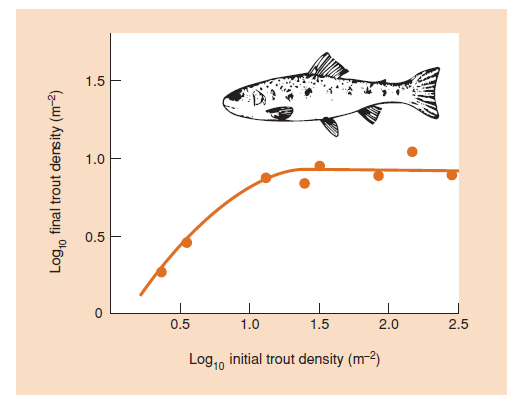 1.5
1.0
0.5
0
0.5 1.0 1.5 2.0 2.5
Log₁₀ final trout density (m⁻²)
Log₁₀ initial trout density (m⁻²)